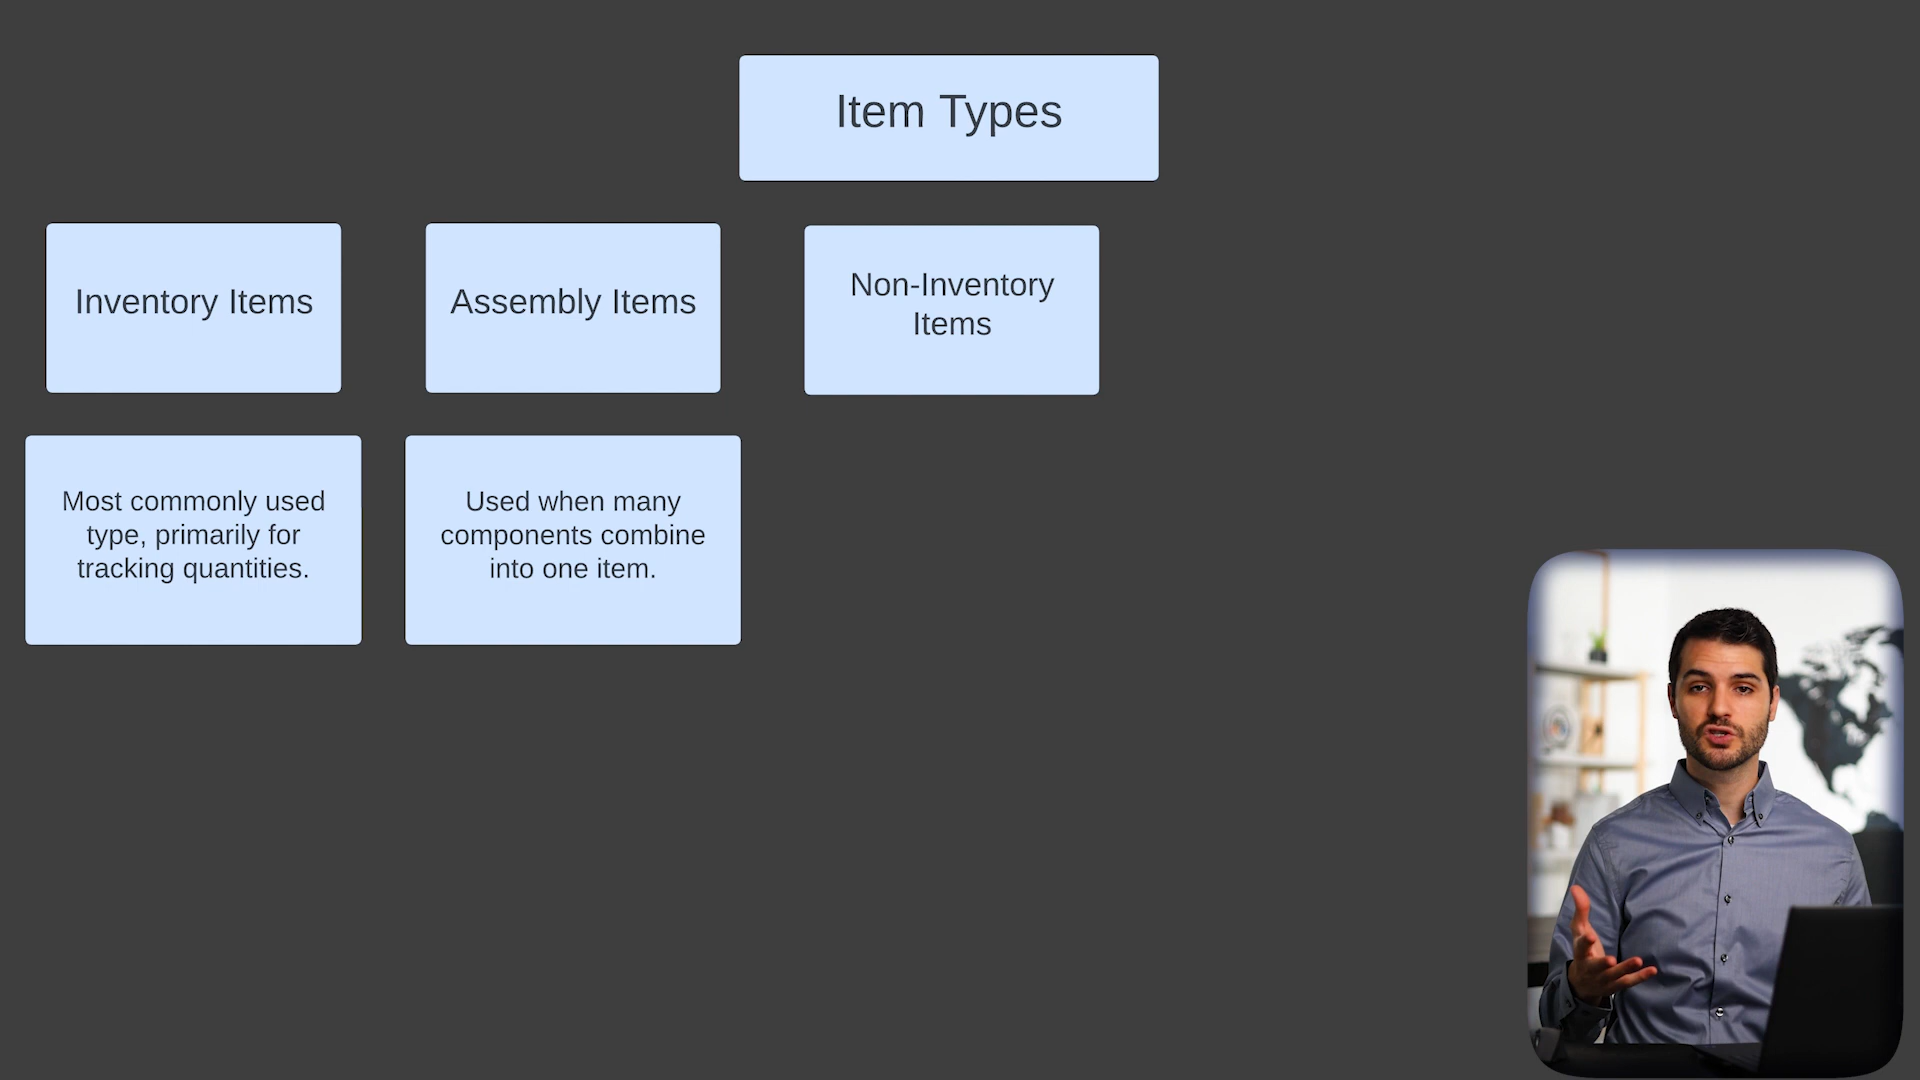 Item Types
Inventory Items
Assembly Items
Non-Inventory
Items
Most commonly used
type, primarily for
tracking quantities.
Used when many
components combine
into one item.